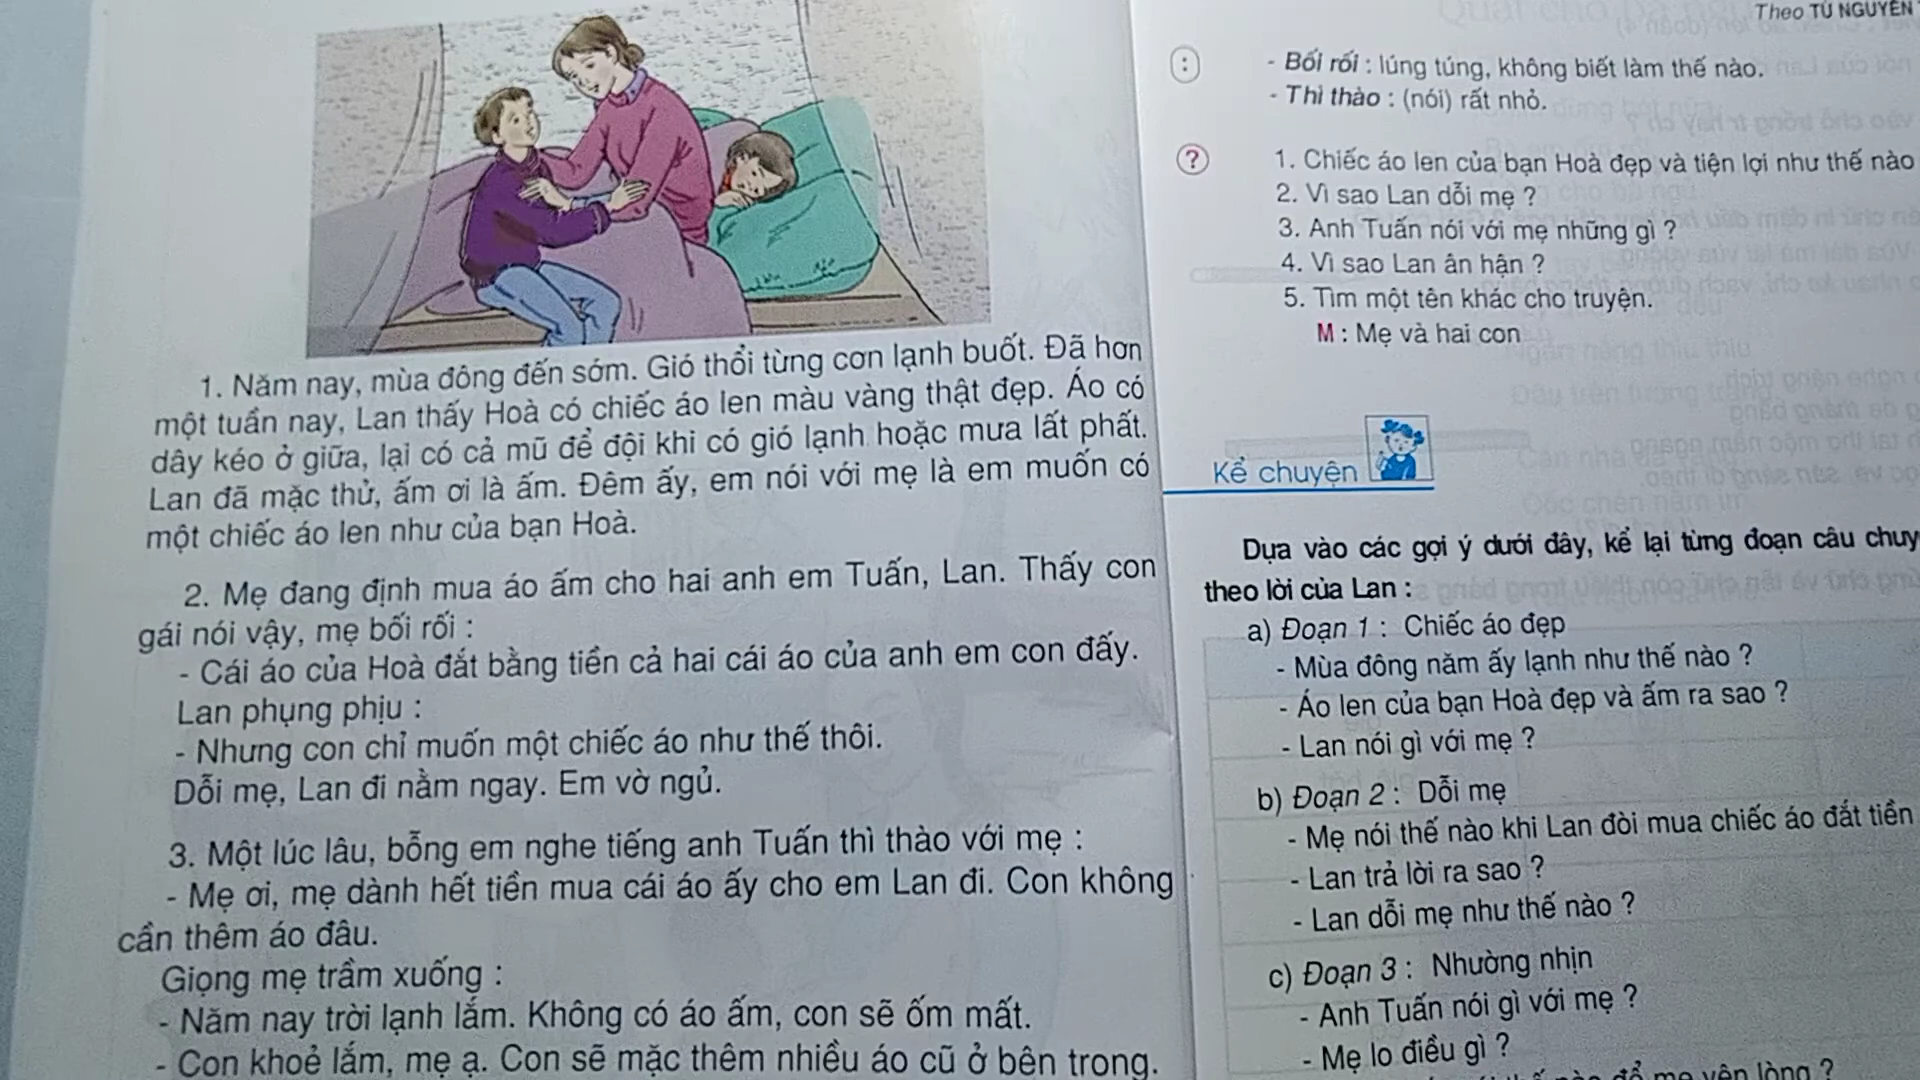 1. Năm nay, mùa đông đến sớm. Gió thổi từng cơn lạnh buốt. Đã hơn
một tuần nay, Lan thấy Hoà có chiếc áo len màu vàng thật đẹp. Áo có
dây kéo ở giữa, lại có cả mũ để đội khi có gió lạnh hoặc mưa lất phất.
Lan đã mặc thử, ấm ơi là ấm. Đêm ấy, em nói với mẹ là em muốn có
một chiếc áo len như của bạn Hoà.
2. Mẹ đang định mua áo ấm cho hai anh em Tuấn, Lan. Thấy con
gái nói vậy, mẹ bối rối :
- Cái áo của Hoà đắt bằng tiền cả hai cái áo của anh em con đấy.
Lan phụng phịu :
- Nhưng con chỉ muốn một chiếc áo như thế thôi.
Dỗi mẹ, Lan đi nằm ngay. Em vờ ngủ.
3. Một lúc lâu, bỗng em nghe tiếng anh Tuấn thì thào với mẹ :
- Mẹ ơi, mẹ dành hết tiền mua cái áo ấy cho em Lan đi. Con không
cần thêm áo đâu.
Giọng mẹ trầm xuống :
- Năm nay trời lạnh lắm. Không có áo ấm, con sẽ ốm mất.
- Con khoẻ lắm, mẹ ạ. Con sẽ mặc thêm nhiều áo cũ ở bên trong.
Theo TỪ NGUYÊN
- Bối rối : lúng túng, không biết làm thế nào.
- Thì thào : (nói) rất nhỏ.
1. Chiếc áo len của bạn Hoà đẹp và tiện lợi như thế nào
2. Vì sao Lan dỗi mẹ ?
3. Anh Tuấn nói với mẹ những gì ?
4. Vì sao Lan ân hận ?
5. Tìm một tên khác cho truyện.
M : Mẹ và hai con
Kể chuyện
Dựa vào các gợi ý dưới đây, kể lại từng đoạn câu chuy
theo lời của Lan :
a) Đoạn 1 : Chiếc áo đẹp
- Mùa đông năm ấy lạnh như thế nào ?
- Áo len của bạn Hoà đẹp và ấm ra sao ?
- Lan nói gì với mẹ ?
b) Đoạn 2 : Dỗi mẹ
- Mẹ nói thế nào khi Lan đòi mua chiếc áo đắt tiền
- Lan trả lời ra sao ?
- Lan dỗi mẹ như thế nào ?
c) Đoạn 3 : Nhường nhịn
- Anh Tuấn nói gì với mẹ ?
- Mẹ lo điều gì ?
để mẹ yên lòng ?